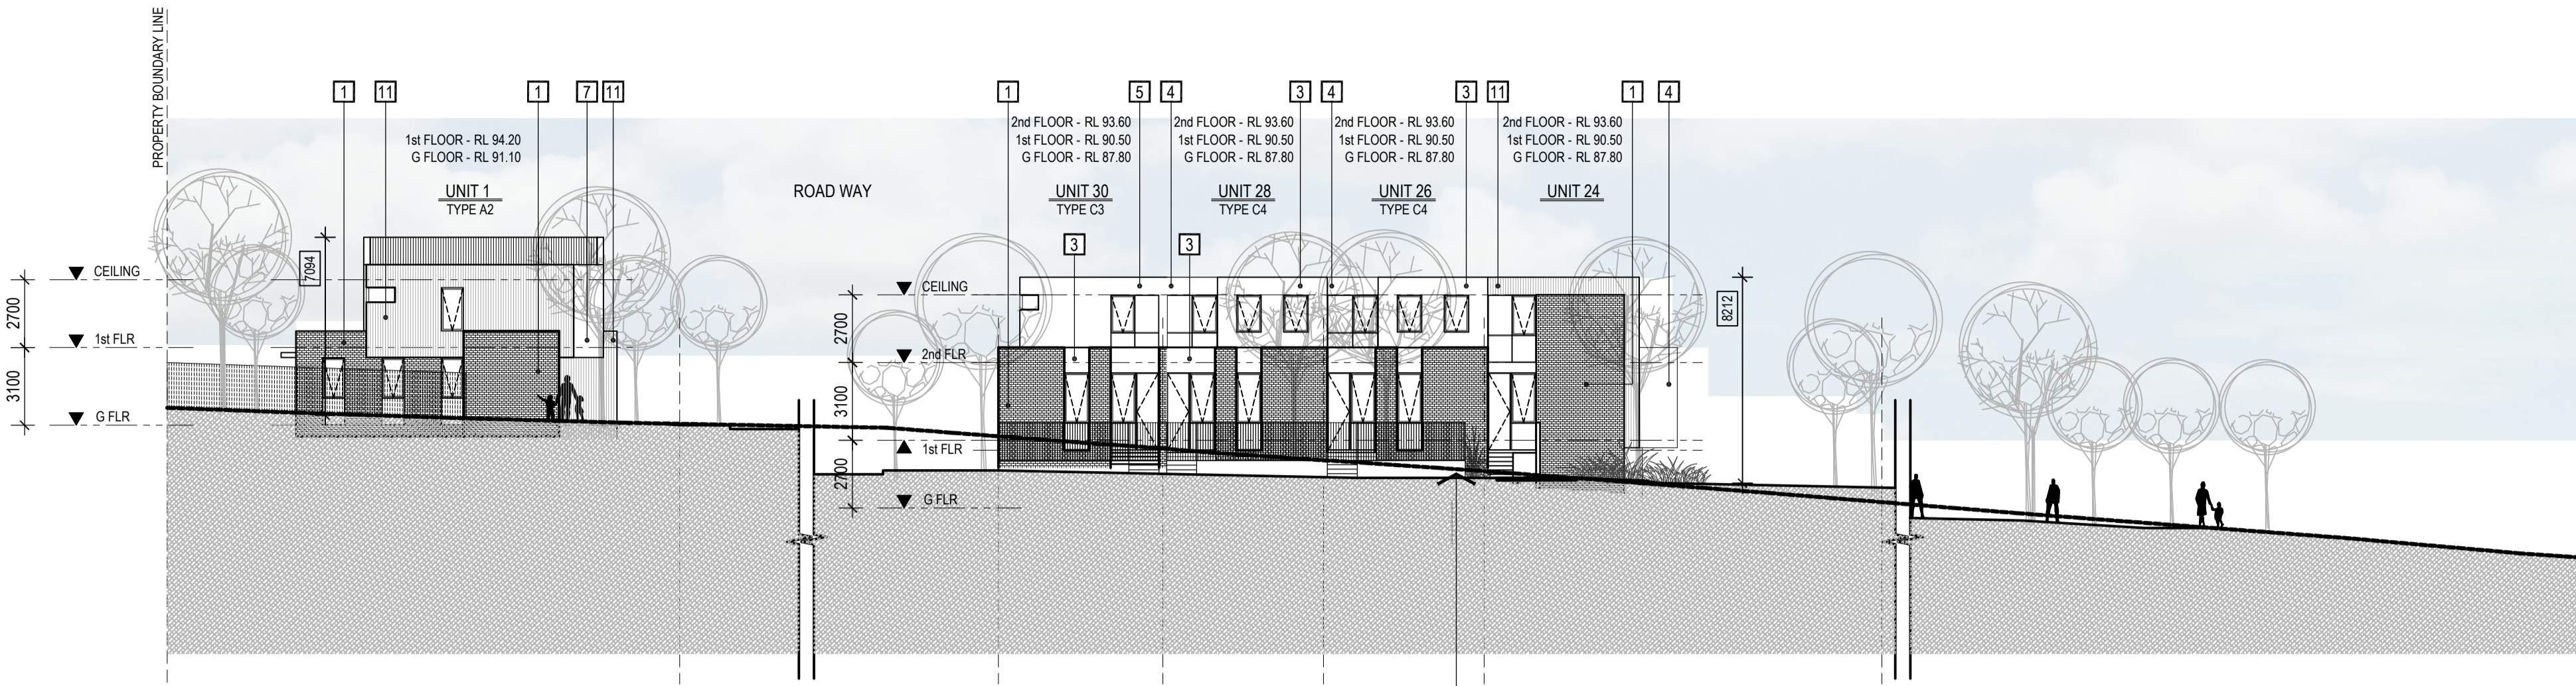 PROPERTY BOUNDARY LINE
1
11
1
7
11
1
5
4
3
4
3
11
1
4
1st FLOOR - RL 94.20
G FLOOR - RL 91.10
UNIT 1
TYPE A2
ROAD WAY
2nd FLOOR - RL 93.60
1st FLOOR - RL 90.50
G FLOOR - RL 87.80
UNIT 30
TYPE C3
2nd FLOOR - RL 93.60
1st FLOOR - RL 90.50
G FLOOR - RL 87.80
UNIT 28
TYPE C4
2nd FLOOR - RL 93.60
1st FLOOR - RL 90.50
G FLOOR - RL 87.80
UNIT 26
TYPE C4
2nd FLOOR - RL 93.60
1st FLOOR - RL 90.50
G FLOOR - RL 87.80
UNIT 24
3
3
7094
CEILING
2700
1st FLR
3100
G FLR
CEILING
2700
2nd FLR
3100
1st FLR
2700
G FLR
8212